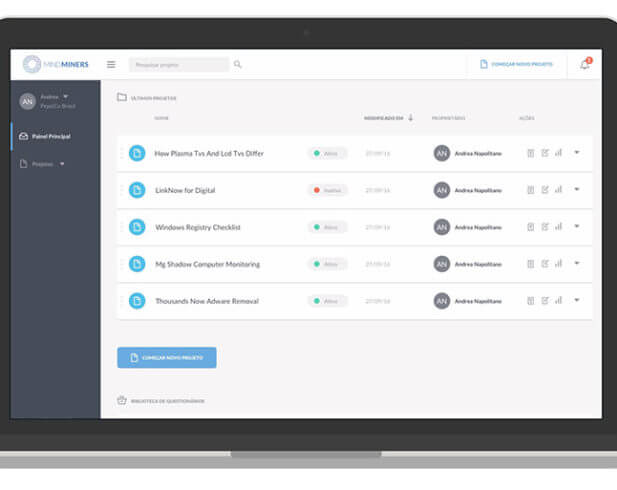 MINDMINERS
Pesquisar projeto
COMEÇAR NOVO PROJETO
AN
Andrea
PepsiCo Brasil
Painel Principal
Projetos
ÚLTIMOS PROJETOS
NOME MODIFICADO EM PROPRIETÁRIO AÇÕES
How Plasma Tvs And Lcd Tvs Differ Ativo 27/09/16 AN Andrea Napolitano
LinkNow for Digital Inativo 27/09/16 AN Andrea Napolitano
Windows Registry Checklist Ativo 27/09/16 AN Andrea Napolitano
Mg Shadow Computer Monitoring Ativo 27/09/16 AN Andrea Napolitano
Thousands Now Adware Removal Ativo 27/09/16 AN Andrea Napolitano
COMEÇAR NOVO PROJETO
BIBLIOTECA DE QUESTIONÁRIOS